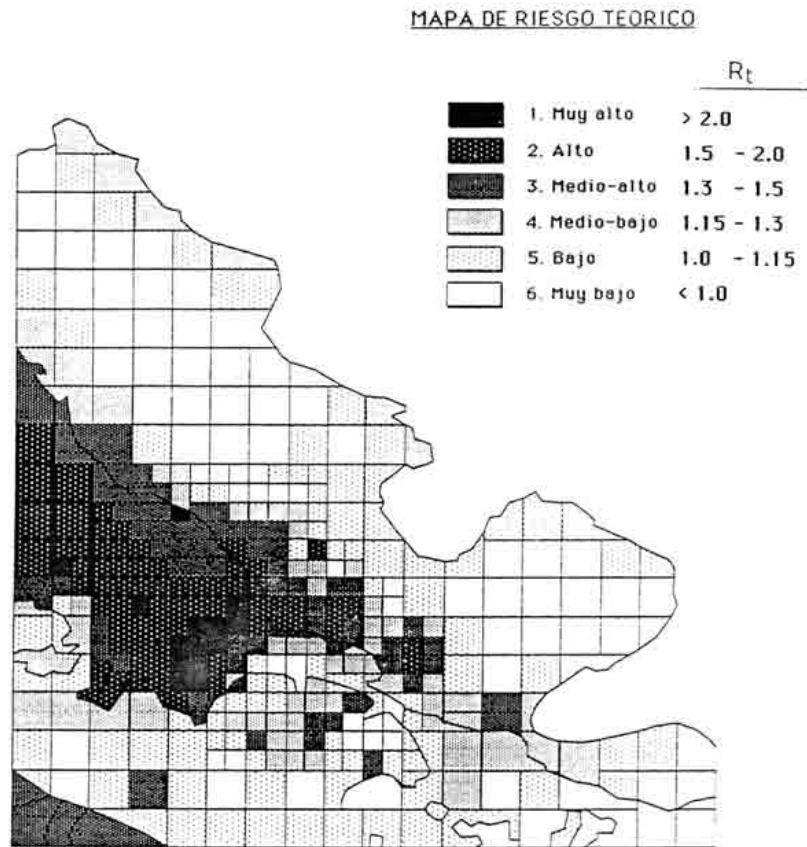 MAPA DE RIESGO TEORICO
Rt
1. Muy alto > 2.0
2. Alto 1.5 - 2.0
3. Medio-alto 1.3 - 1.5
4. Medio-bajo 1.15 - 1.3
5. Bajo 1.0 - 1.15
6. Muy bajo < 1.0